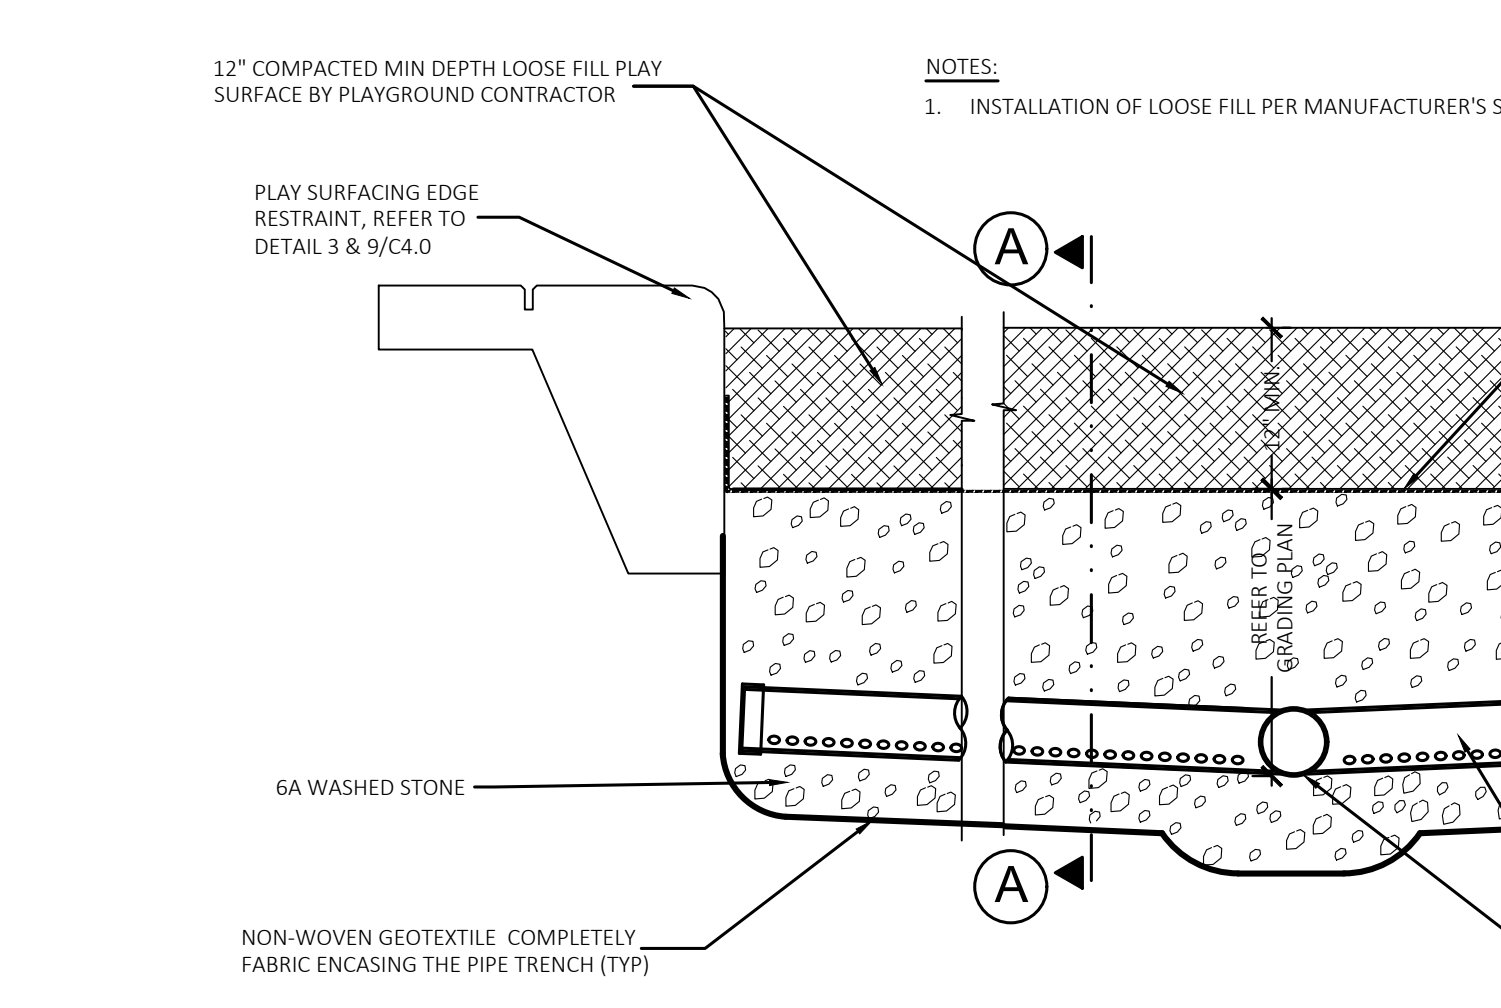 12" COMPACTED MIN DEPTH LOOSE FILL PLAY
SURFACE BY PLAYGROUND CONTRACTOR
NOTES:
1. INSTALLATION OF LOOSE FILL PER MANUFACTURER'S
PLAY SURFACING EDGE
RESTRAINT, REFER TO
DETAIL 3 & 9/C4.0
A
12" MIN.
REFER TO
GRADING PLAN
6A WASHED STONE
A
NON-WOVEN GEOTEXTILE COMPLETELY
FABRIC ENCASING THE PIPE TRENCH (TYP)